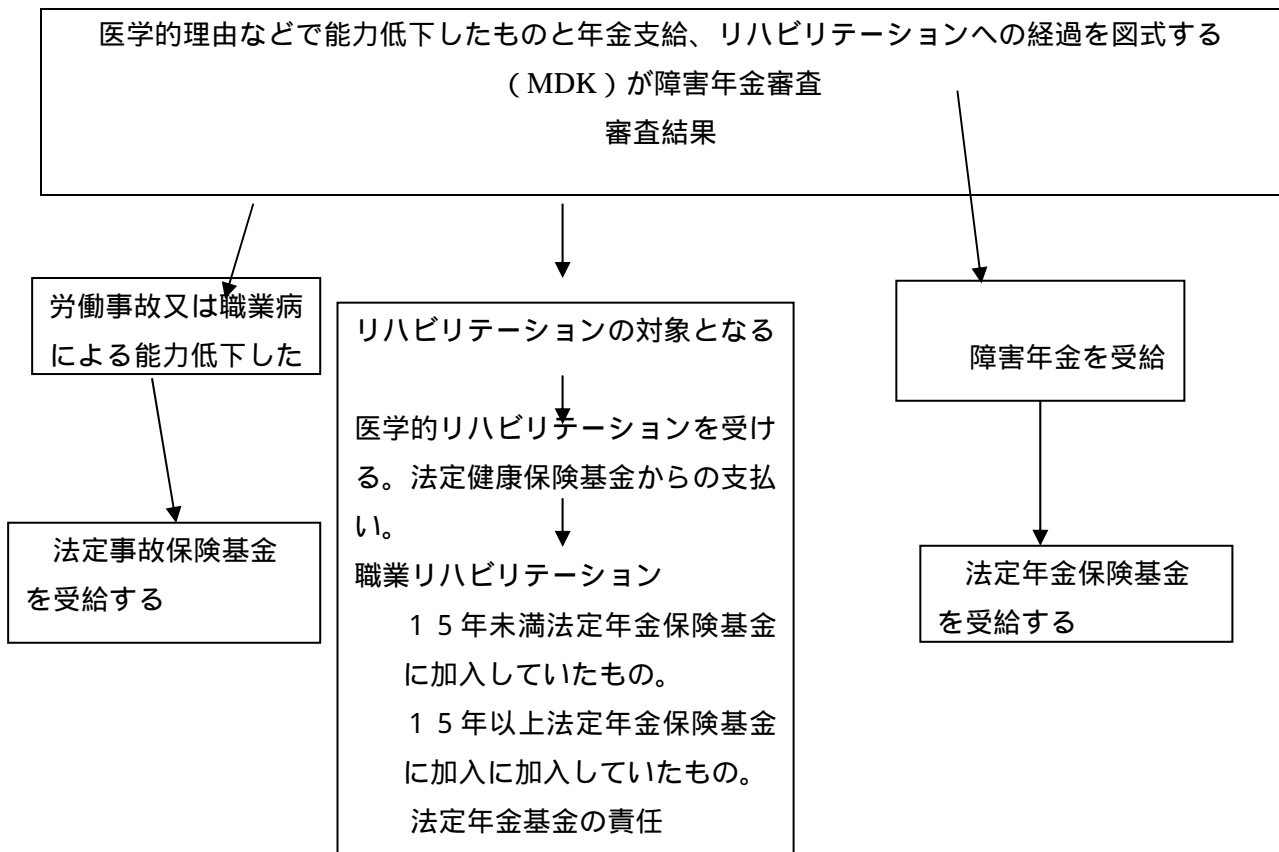 医学的理由などで能力低下したものと年金支給、リハビリテーションへの経過を図式する
（MDK）が障害年金審査
審査結果
労働事故又は職業病
による能力低下した
法定事故保険基金
を受給する
リハビリテーションの対象となる
医学的リハビリテーションを受け
る。法定健康保険基金からの支払
い。
職業リハビリテーション
１５年未満法定年金保険基金
に加入していたもの。
１５年以上法定年金保険基金
に加入に加入していたもの。
法定年金基金の責任
障害年金を受給
法定年金保険基金
を受給する